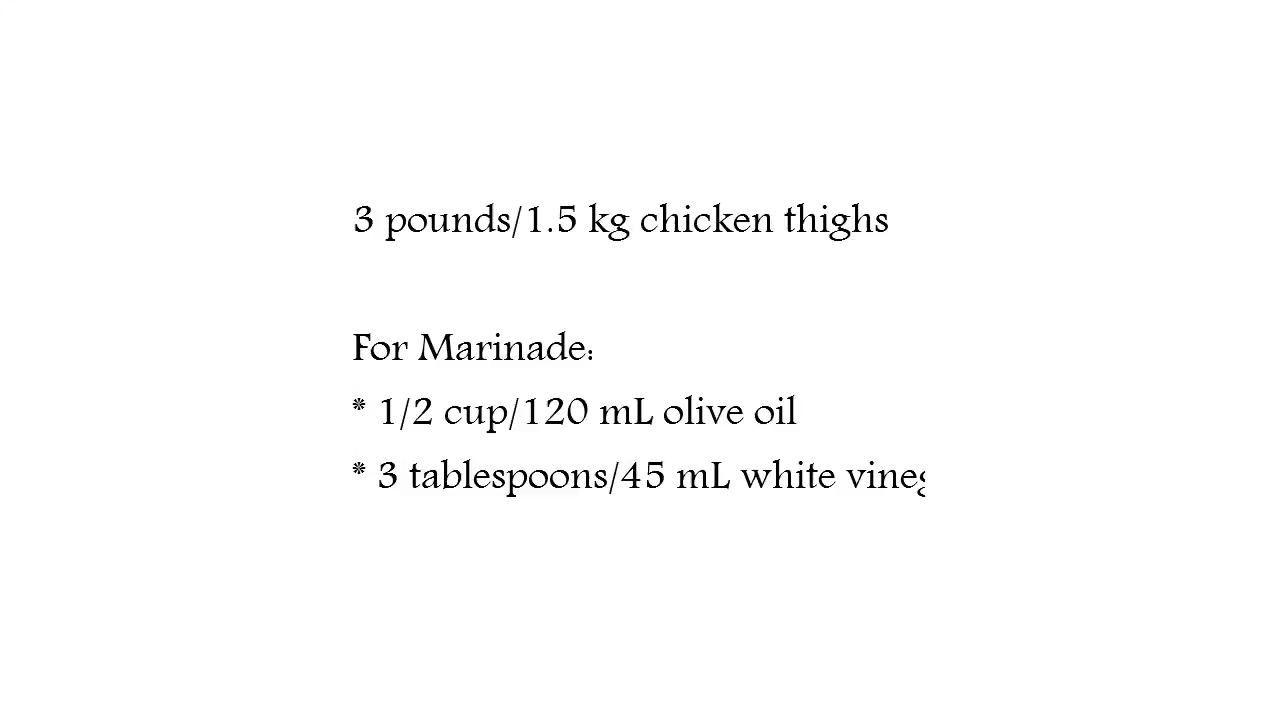 3 pounds/1.5 kg chicken thighs
For Marinade:
* 1/2 cup/120 mL olive oil
* 3 tablespoons/45 mL white vineg